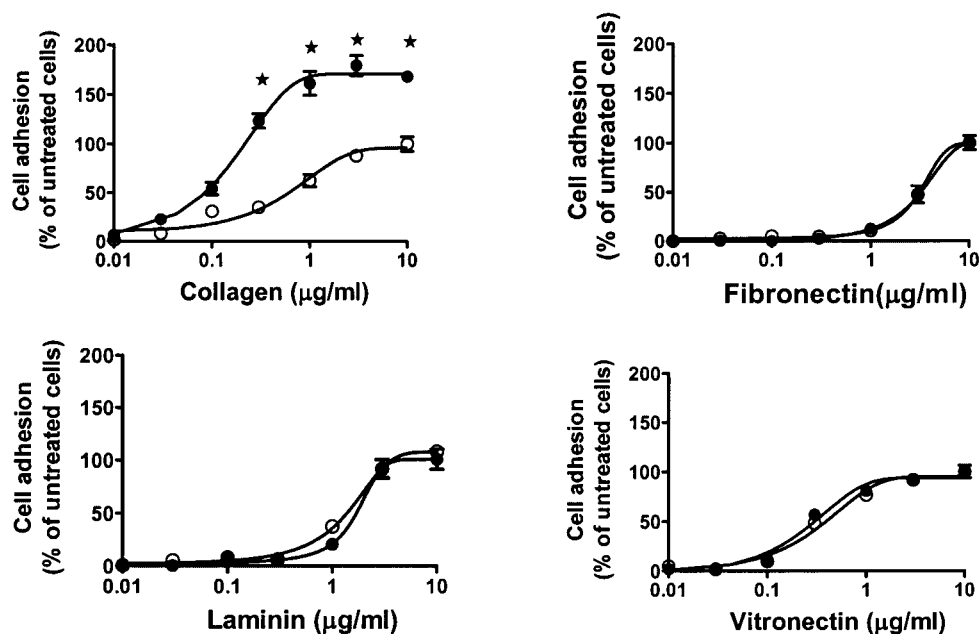 Cell adhesion
(% of untreated cells)
200
150
100
50
0
0.01 0.1 1 10
Collagen (μg/ml)
Cell adhesion
(% of untreated cells)
200
150
100
50
0
0.01 0.1 1 10
Fibronectin(μg/ml)
Cell adhesion
(% of untreated cells)
200
150
100
50
0
0.01 0.1 1 10
Laminin (μg/ml)
Cell adhesion
(% of untreated cells)
200
150
100
50
0
0.01 0.1 1 10
Vitronectin (μg/ml)